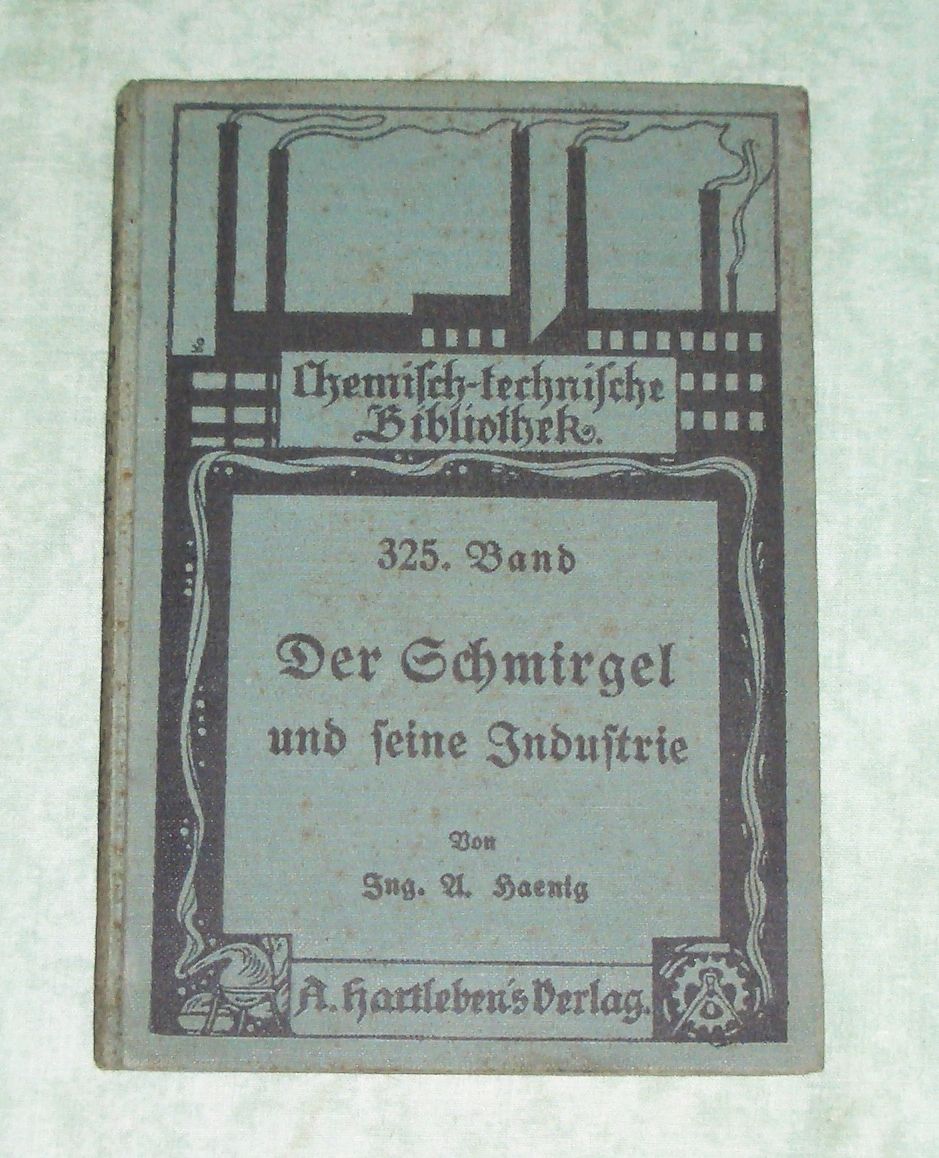 Chemisch-technische
Bibliothek.
325. Band
Der Schmirgel
und seine Industrie
Von
Ing. A. Haenig
A. Hartleben's Verlag.